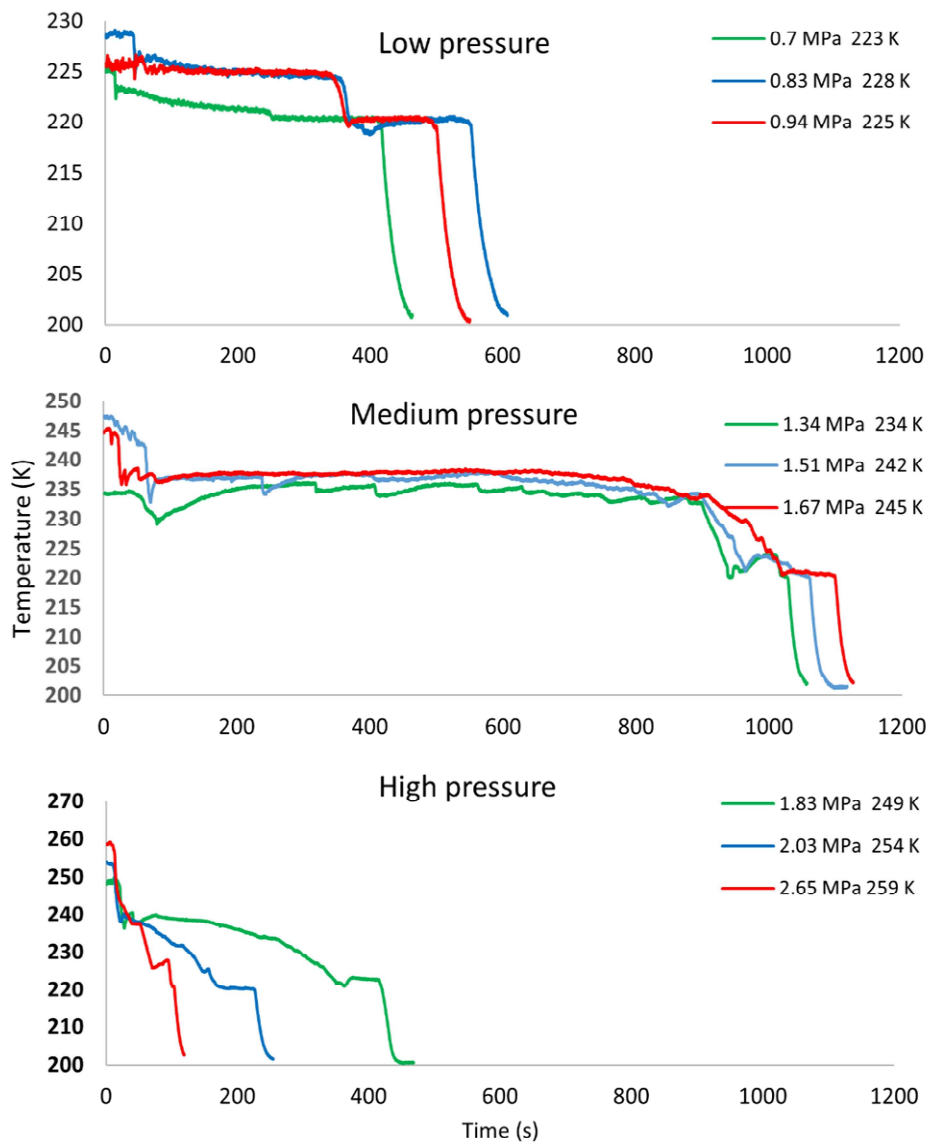 Low pressure
0.7 MPa 223 K
0.83 MPa 228 K
0.94 MPa 225 K
230
225
220
215
210
205
200
0 200 400 600 800 1000 1200
Medium pressure
1.34 MPa 234 K
1.51 MPa 242 K
1.67 MPa 245 K
Temperature (K)
250
245
240
235
230
225
220
215
210
205
200
0 200 400 600 800 1000 1200
High pressure
1.83 MPa 249 K
2.03 MPa 254 K
2.65 MPa 259 K
270
260
250
240
230
220
210
200
0 200 400 600 800 1000 1200
Time (s)